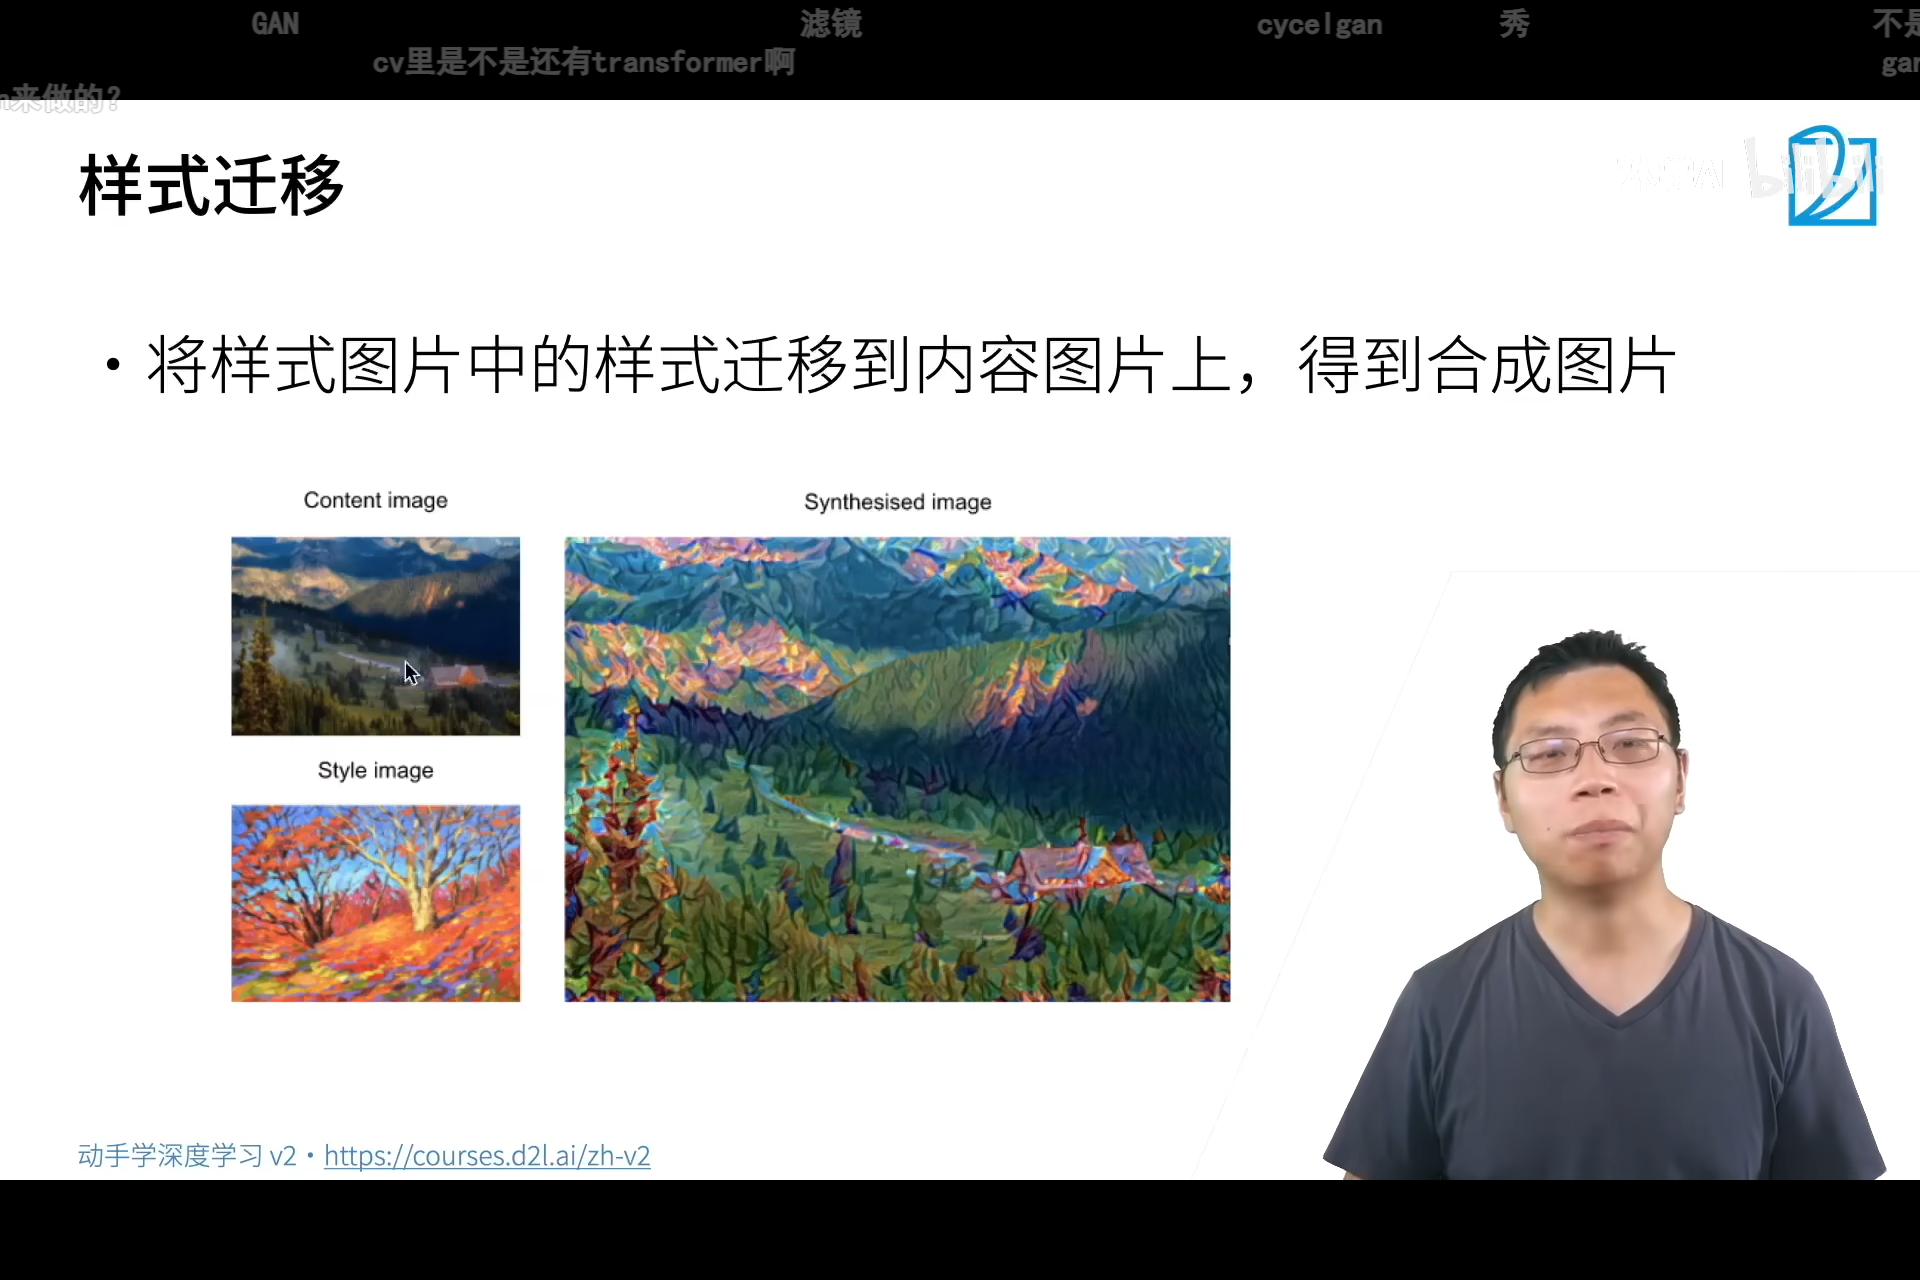 GAN
滤镜
cycelgan
秀
不是
cv里是不是还有transformer啊
来做的？
样式迁移
bilibili
• 将样式图片中的样式迁移到内容图片上，得到合成图片
Content image
Synthesised image
Style image
动手学深度学习 v2 • https://courses.d2l.ai/zh-v2